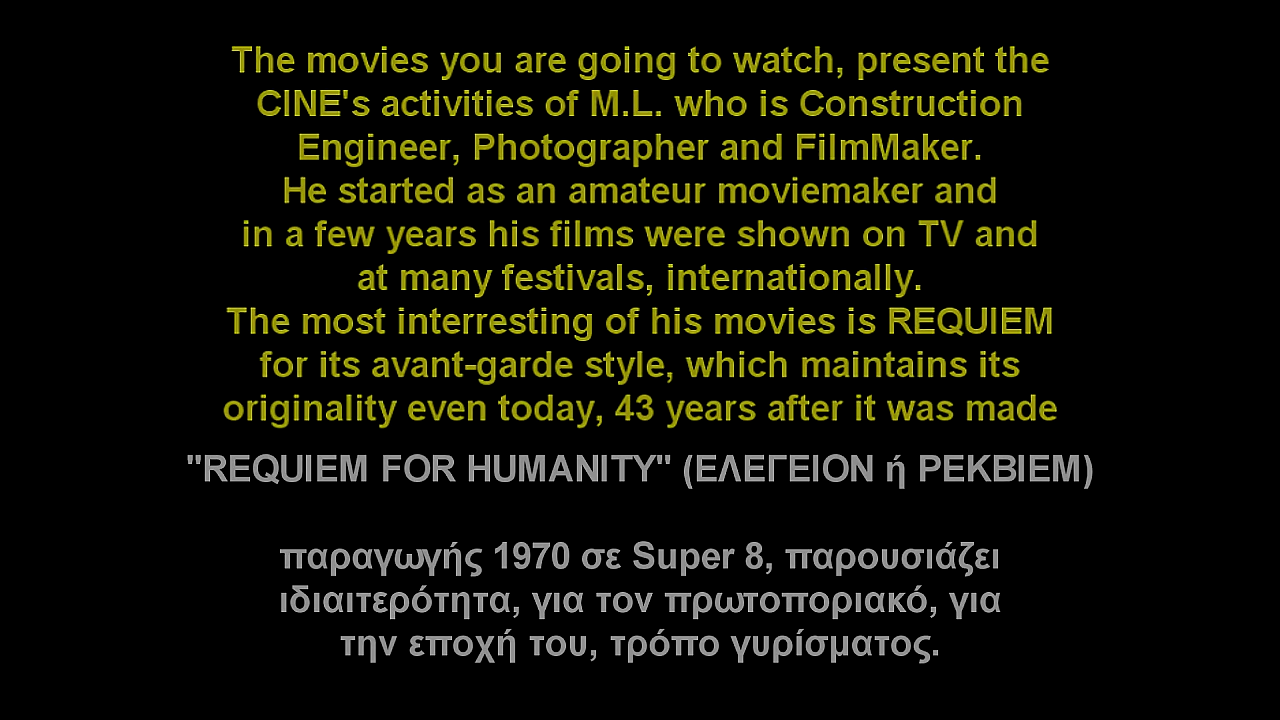 The movies you are going to watch, present the
CINE's activities of M.L. who is Construction
Engineer, Photographer and FilmMaker.
He started as an amateur moviemaker and
in a few years his films were shown on TV and
at many festivals, internationally.
The most interresting of his movies is REQUIEM
for its avant-garde style, which maintains its
originality even today, 43 years after it was made
"REQUIEM FOR HUMANITY" (ΕΛΕΓΕΙΟΝ ή ΡΕΚΒΙΕΜ)
παραγωγής 1970 σε Super 8, παρουσιάζει
ιδιαιτερότητα, για τον πρωτοποριακό, για
την εποχή του, τρόπο γυρίσματος.